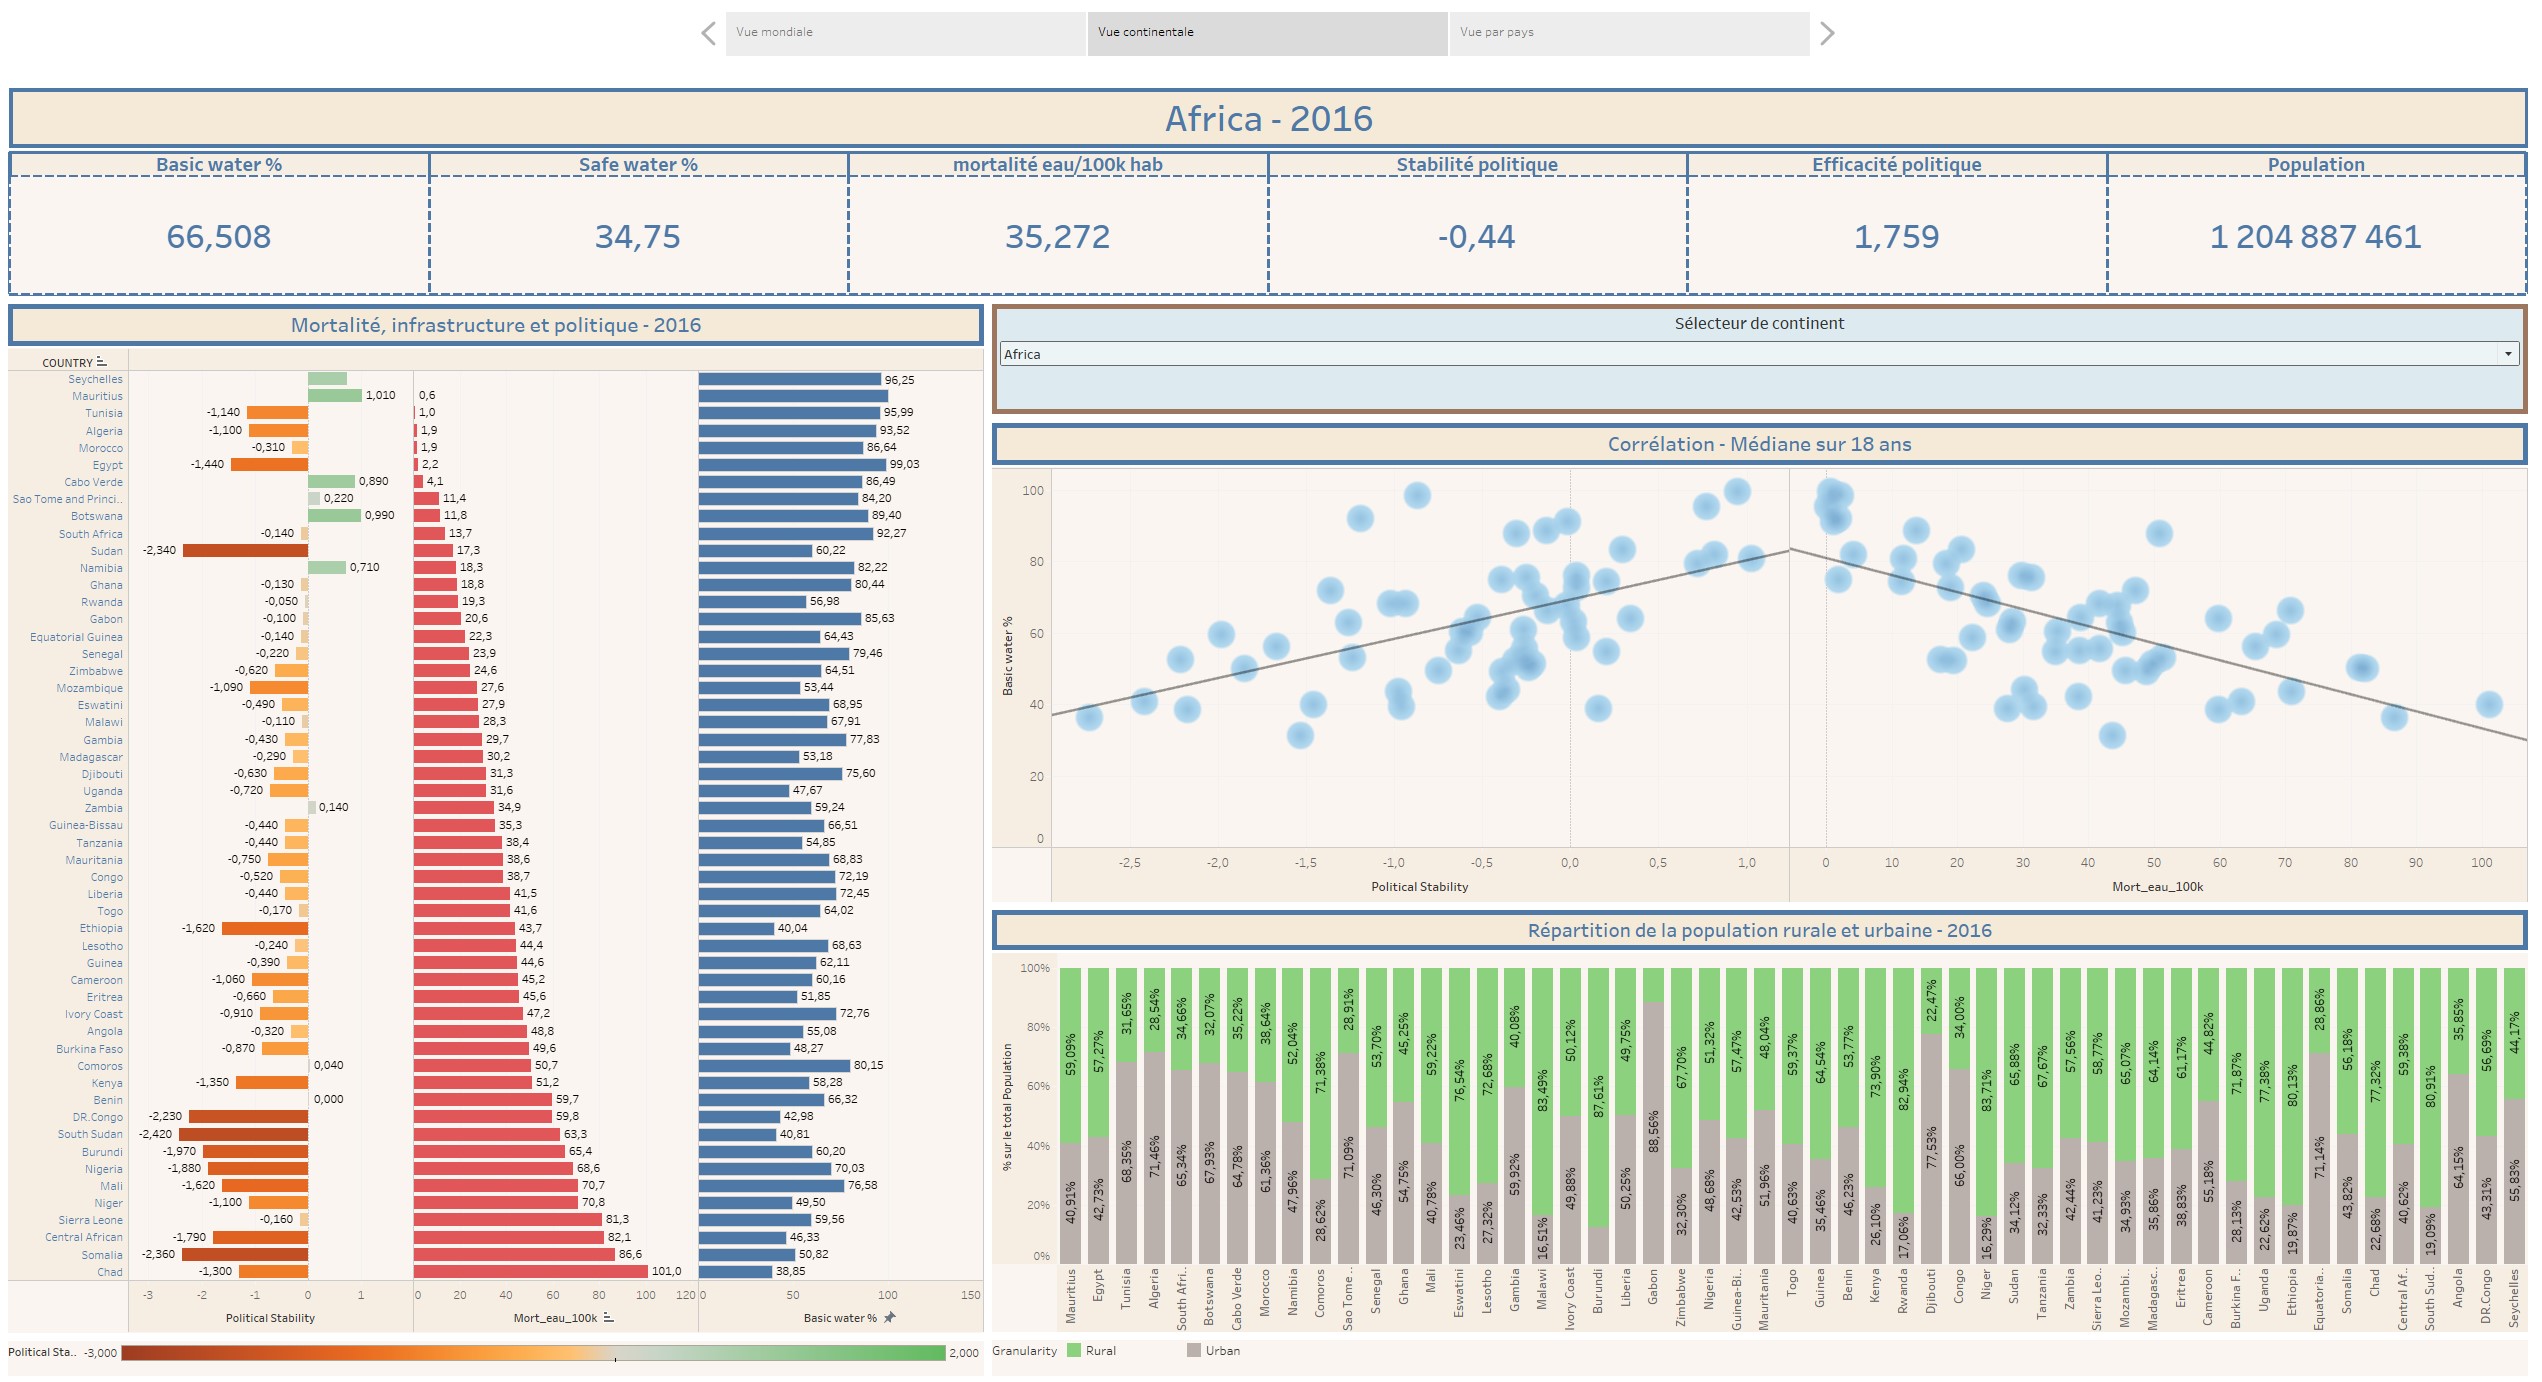 Vue mondiale
Vue continentale
Vue par pays
Africa - 2016
Basic water %
Safe water %
mortalité eau/100k hab
Stabilité politique
Efficacité politique
Population
66,508
34,75
35,272
-0,44
1,759
1 204 887 461
Mortalité, infrastructure et politique - 2016
COUNTRY
Seychelles 96,25
Mauritius 1,010 0,6
Tunisia -1,140 1,0 95,99
Algeria -1,100 1,9 93,52
Morocco -0,310 1,9 86,64
Egypt -1,440 2,2 99,03
Cabo Verde 0,890 4,1 86,49
Sao Tome and Princi.. 0,220 11,4 84,20
Botswana 0,990 11,8 89,40
South Africa -0,140 13,7 92,27
Sudan -2,340 17,3 60,22
Namibia 0,710 18,3 82,22
Ghana -0,130 18,8 80,44
Rwanda -0,050 19,3 56,98
Gabon -0,100 20,6 85,63
Equatorial Guinea -0,140 22,3 64,43
Senegal -0,220 23,9 79,46
Zimbabwe -0,620 24,6 64,51
Mozambique -1,090 27,6 53,44
Eswatini -0,490 27,9 68,95
Malawi -0,110 28,3 67,91
Gambia -0,430 29,7 77,83
Madagascar -0,290 30,2 53,18
Djibouti -0,630 31,3 75,60
Uganda -0,720 31,6 47,67
Zambia 0,140 34,9 59,24
Guinea-Bissau -0,440 35,3 66,51
Tanzania -0,440 38,4 54,85
Mauritania -0,750 38,6 68,83
Congo -0,520 38,7 72,19
Liberia -0,440 41,5 72,45
Togo -0,170 41,6 64,02
Ethiopia -1,620 43,7 40,04
Lesotho -0,240 44,4 68,63
Guinea -0,390 44,6 62,11
Cameroon -1,060 45,2 60,16
Eritrea -0,660 45,6 51,85
Ivory Coast -0,910 47,2 72,76
Angola -0,320 48,8 55,08
Burkina Faso -0,870 49,6 48,27
Comoros 0,040 50,7 80,15
Kenya -1,350 51,2 58,28
Benin 0,000 59,7 66,32
DR.Congo -2,230 59,8 42,98
South Sudan -2,420 63,3 40,81
Burundi -1,970 65,4 60,20
Nigeria -1,880 68,6 70,03
Mali -1,620 70,7 76,58
Niger -1,100 70,8 49,50
Sierra Leone -0,160 81,3 59,56
Central African -1,790 82,1 46,33
Somalia -2,360 86,6 50,82
Chad -1,300 101,0 38,85
-3 -2 -1 0 1 0 20 40 60 80 100 120 0 50 100 150
Political Stability
Mort_eau_100k
Basic water %
Political Sta.. -3,000 2,000
Sélecteur de continent
Africa
Corrélation - Médiane sur 18 ans
Basic water %
100
80
60
40
20
0
-2,5 -2,0 -1,5 -1,0 -0,5 0,0 0,5 1,0 0 10 20 30 40 50 60 70 80 90 100
Political Stability
Mort_eau_100k
Répartition de la population rurale et urbaine - 2016
% sur le total Population
100%
80%
60%
40%
20%
0%
59,09% 57,27% 31,65% 28,54% 34,66% 32,07% 35,22% 38,64% 52,04% 71,38% 28,91% 53,70% 45,25% 59,22% 76,54% 72,68% 40,08% 83,49% 50,12% 87,61% 49,75% 67,70% 51,32% 57,47% 48,04% 59,37% 64,54% 53,77% 73,90% 82,94% 22,47% 34,00% 83,71% 65,88% 67,67% 57,56% 58,77% 65,07% 64,14% 61,17% 44,82% 71,87% 77,38% 80,13% 28,86% 56,18% 77,32% 59,38% 80,91% 35,85% 56,69% 44,17%
40,91% 42,73% 68,35% 71,46% 65,34% 67,93% 64,78% 61,36% 47,96% 28,62% 71,09% 46,30% 54,75% 40,78% 23,46% 27,32% 59,92% 16,51% 49,88% 50,25% 88,56% 32,30% 48,68% 42,53% 51,96% 40,63% 35,46% 46,23% 26,10% 17,06% 77,53% 66,00% 16,29% 34,12% 32,33% 42,44% 41,23% 34,93% 35,86% 38,83% 55,18% 28,13% 22,62% 19,87% 71,14% 43,82% 22,68% 40,62% 19,09% 64,15% 43,31% 55,83%
Mauritius Egypt Tunisia Algeria South Afri.. Botswana Cabo Verde Morocco Namibia Comoros Sao Tome .. Senegal Ghana Mali Eswatini Lesotho Gambia Malawi Ivory Coast Burundi Liberia Gabon Zimbabwe Nigeria Guinea-Bi.. Mauritania Togo Guinea Benin Kenya Rwanda Djibouti Congo Niger Sudan Tanzania Zambia Sierra Leo.. Mozambi.. Madagasc.. Eritrea Cameroon Burkina F.. Uganda Ethiopia Equatoria.. Somalia Chad Central Af.. South Sud.. Angola DR.Congo Seychelles
Granularity Rural Urban